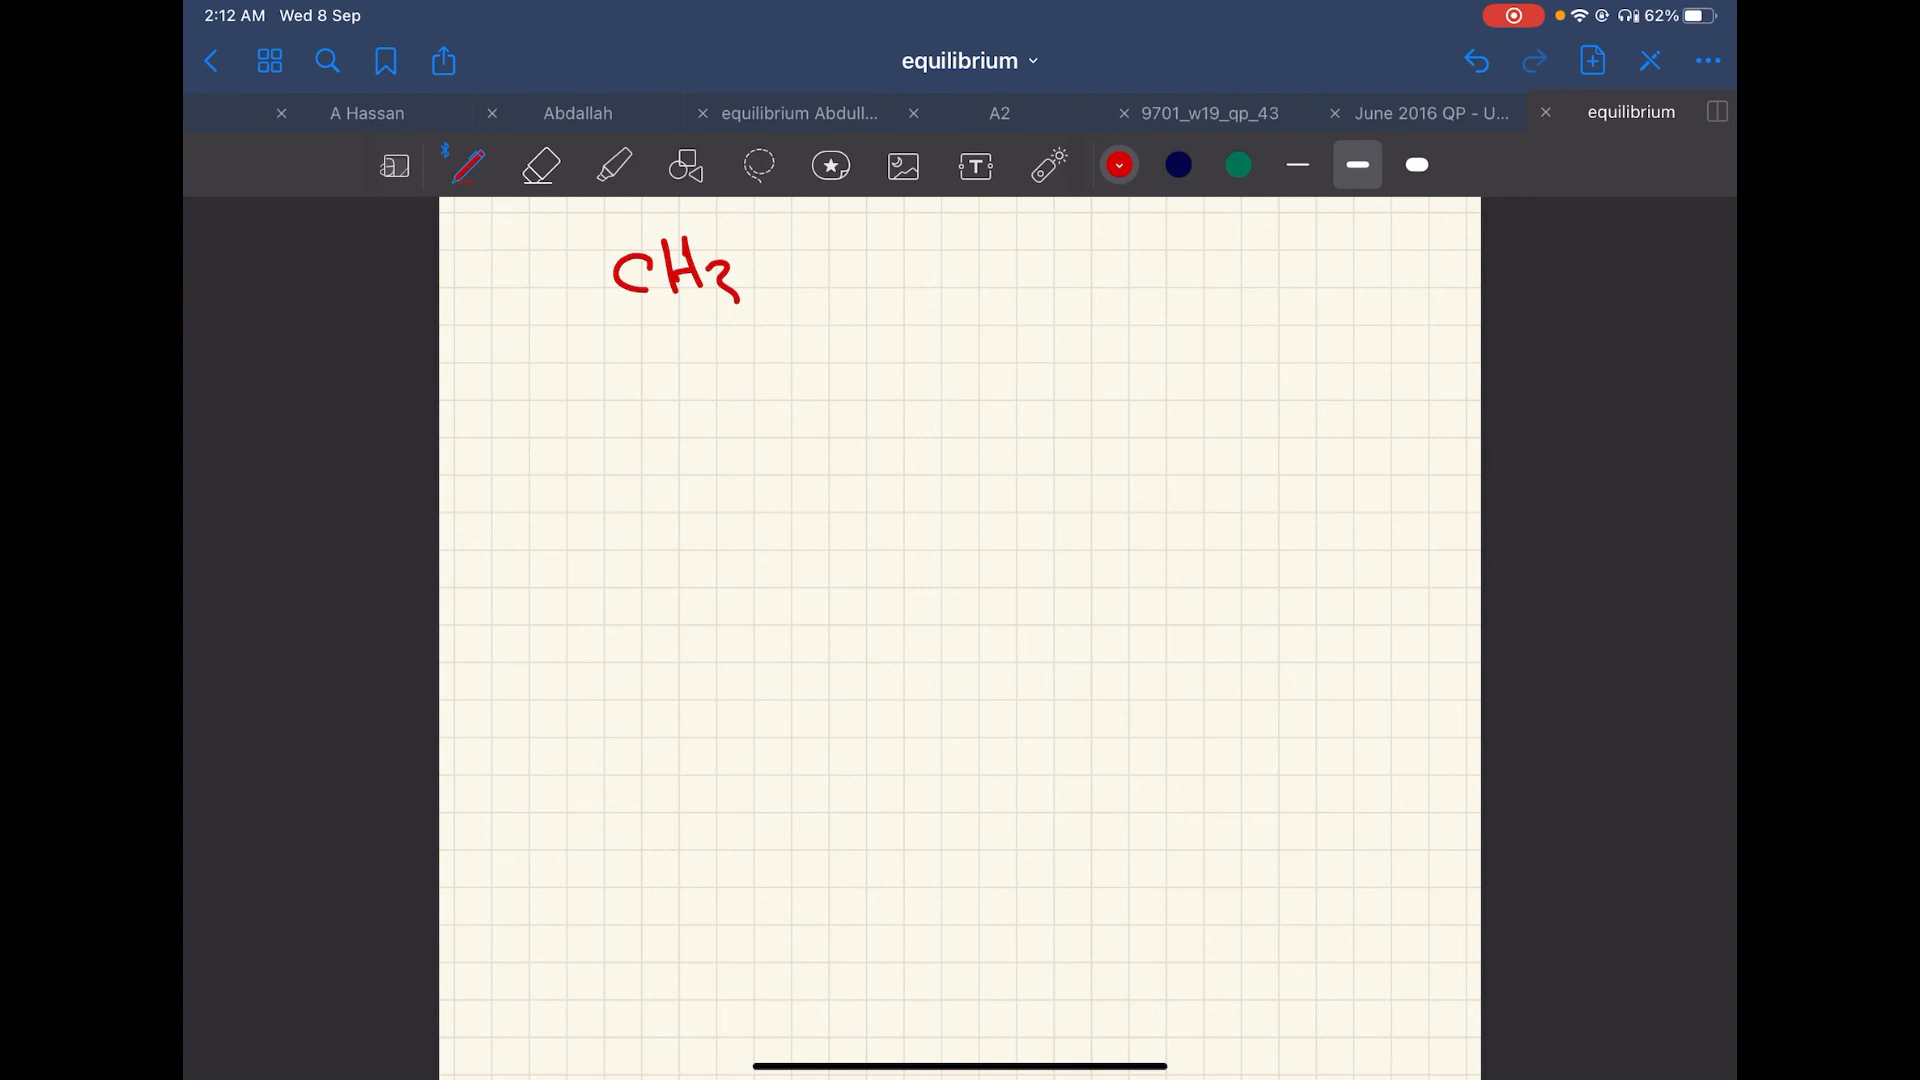 2:12 AM Wed 8 Sep 62%
equilibrium
A Hassan Abdallah equilibrium Abdull... A2 9701_w19_qp_43 June 2016 QP - U... equilibrium
CH3